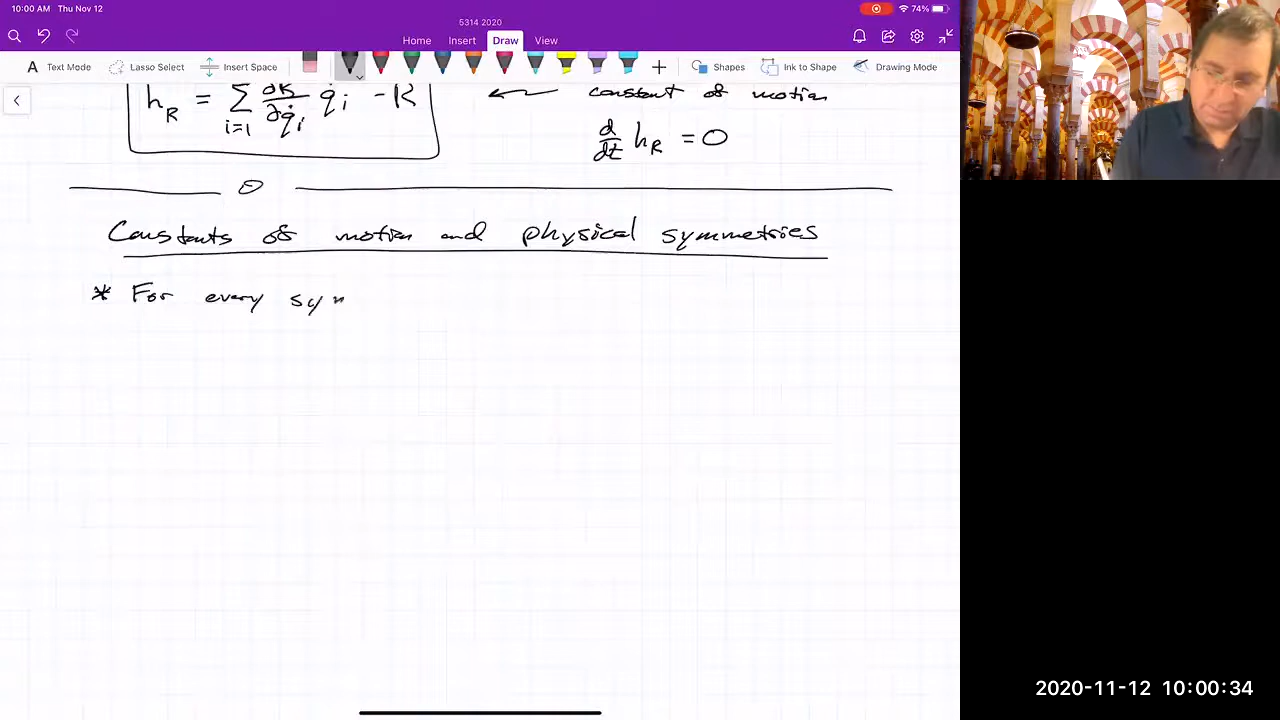 10:00 AM Thu Nov 12
74%
5314 2020
Home Insert Draw View
A Text Mode Lasso Select Insert Space Shapes Ink to Shape Drawing Mode
h_R = Σ_{i=1} ∂R/∂q̇_i q̇_i - R ← constant of motion
d/dt h_R = 0
Constants of motion and physical symmetries
* For every sym
2020-11-12 10:00:34